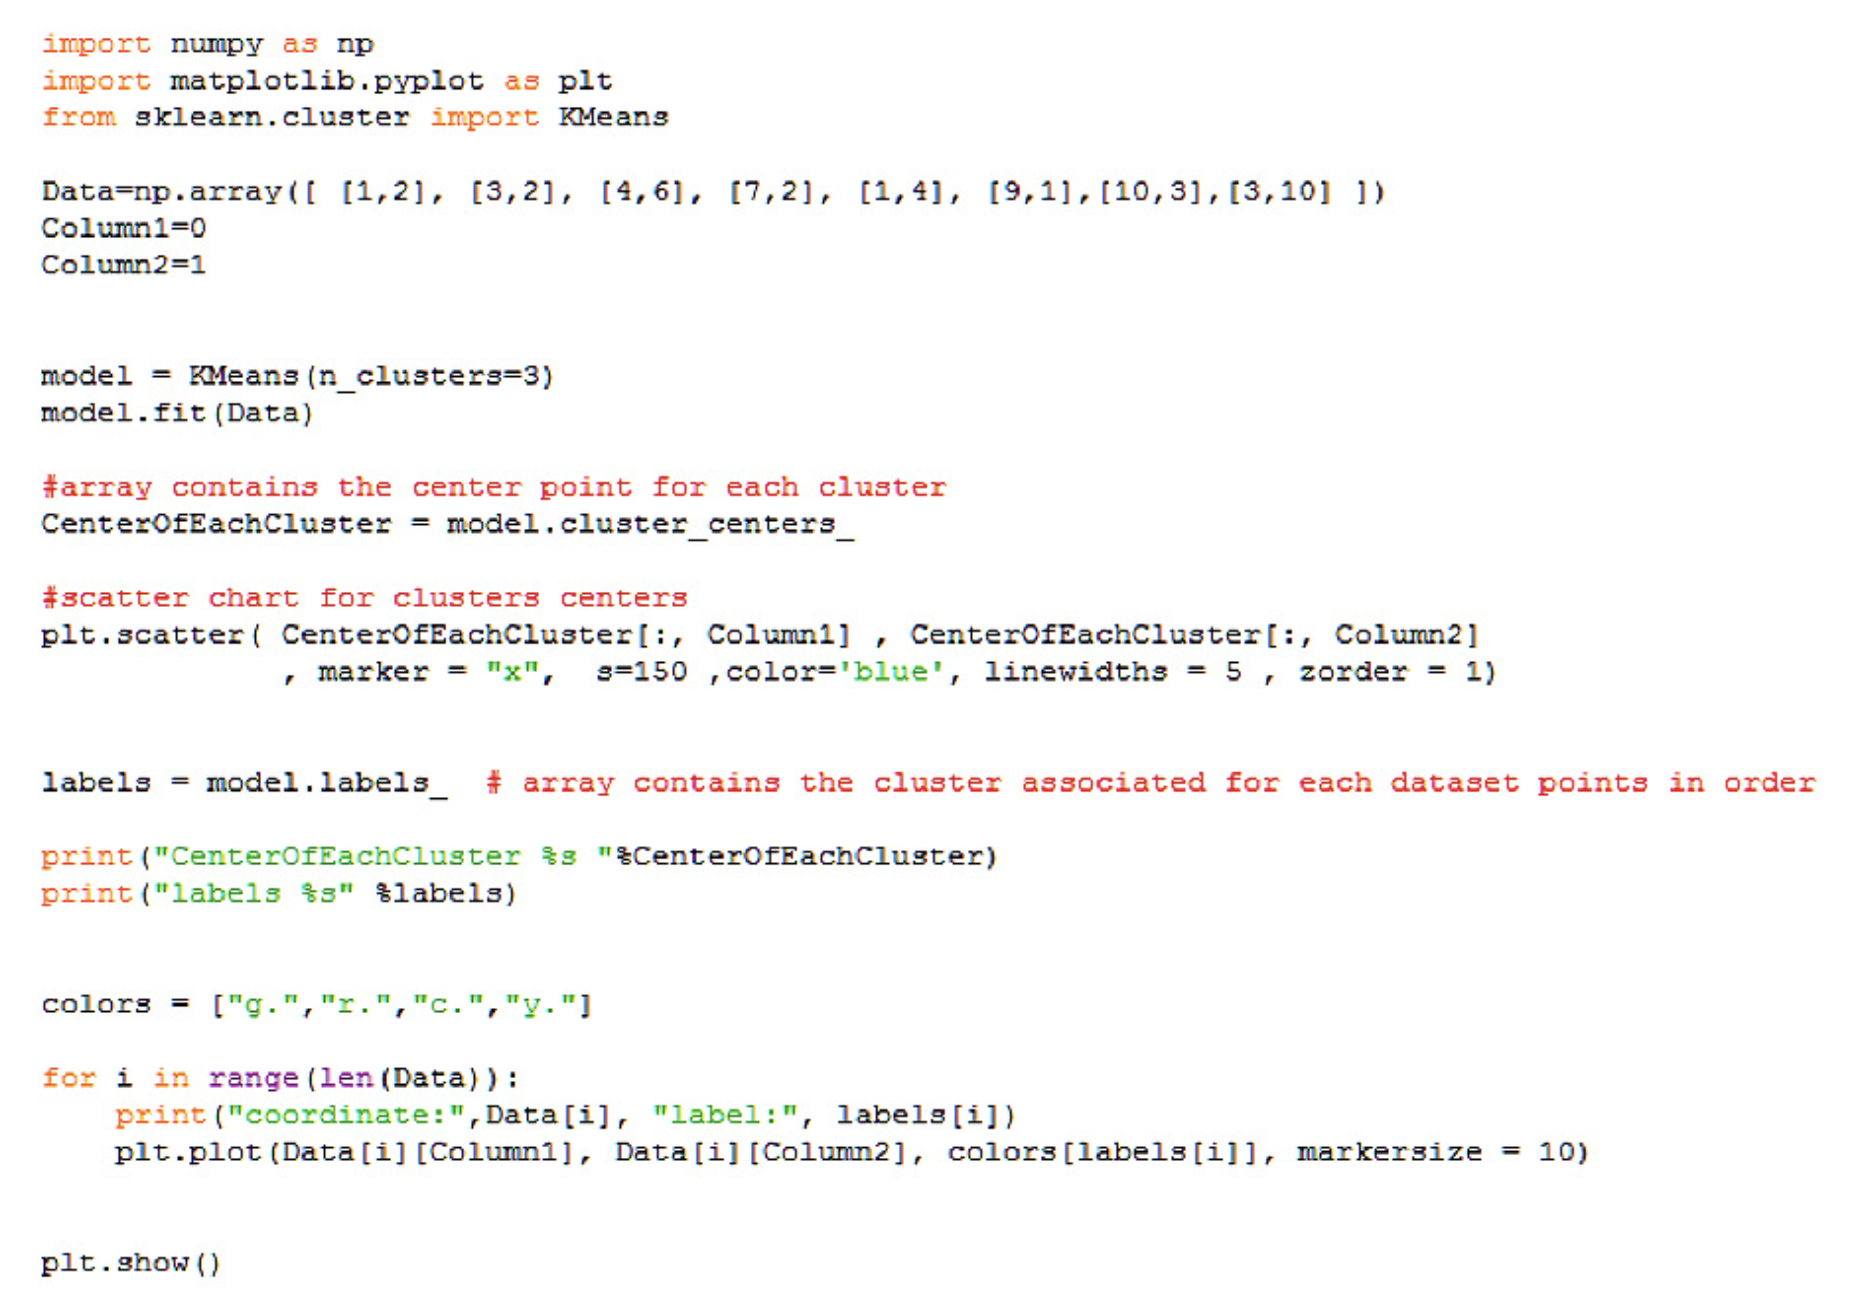 import numpy as np
import matplotlib.pyplot as plt
from sklearn.cluster import KMeans
Data=np.array([ [1,2], [3,2], [4,6], [7,2], [1,4], [9,1],[10,3],[3,10] ])
Column1=0
Column2=1
model = KMeans(n_clusters=3)
model.fit(Data)
#array contains the center point for each cluster
CenterOfEachCluster = model.cluster_centers_
#scatter chart for clusters centers
plt.scatter( CenterOfEachCluster[:, Column1] , CenterOfEachCluster[:, Column2]
, marker = "x",  s=150 ,color='blue', linewidths = 5 , zorder = 1)
labels = model.labels_  # array contains the cluster associated for each dataset points in order
print("CenterOfEachCluster %s "%CenterOfEachCluster)
print("labels %s" %labels)
colors = ["g.","r.","c.","y."]
for i in range(len(Data)):
    print("coordinate:",Data[i], "label:", labels[i])
    plt.plot(Data[i][Column1], Data[i][Column2], colors[labels[i]], markersize = 10)
plt.show()